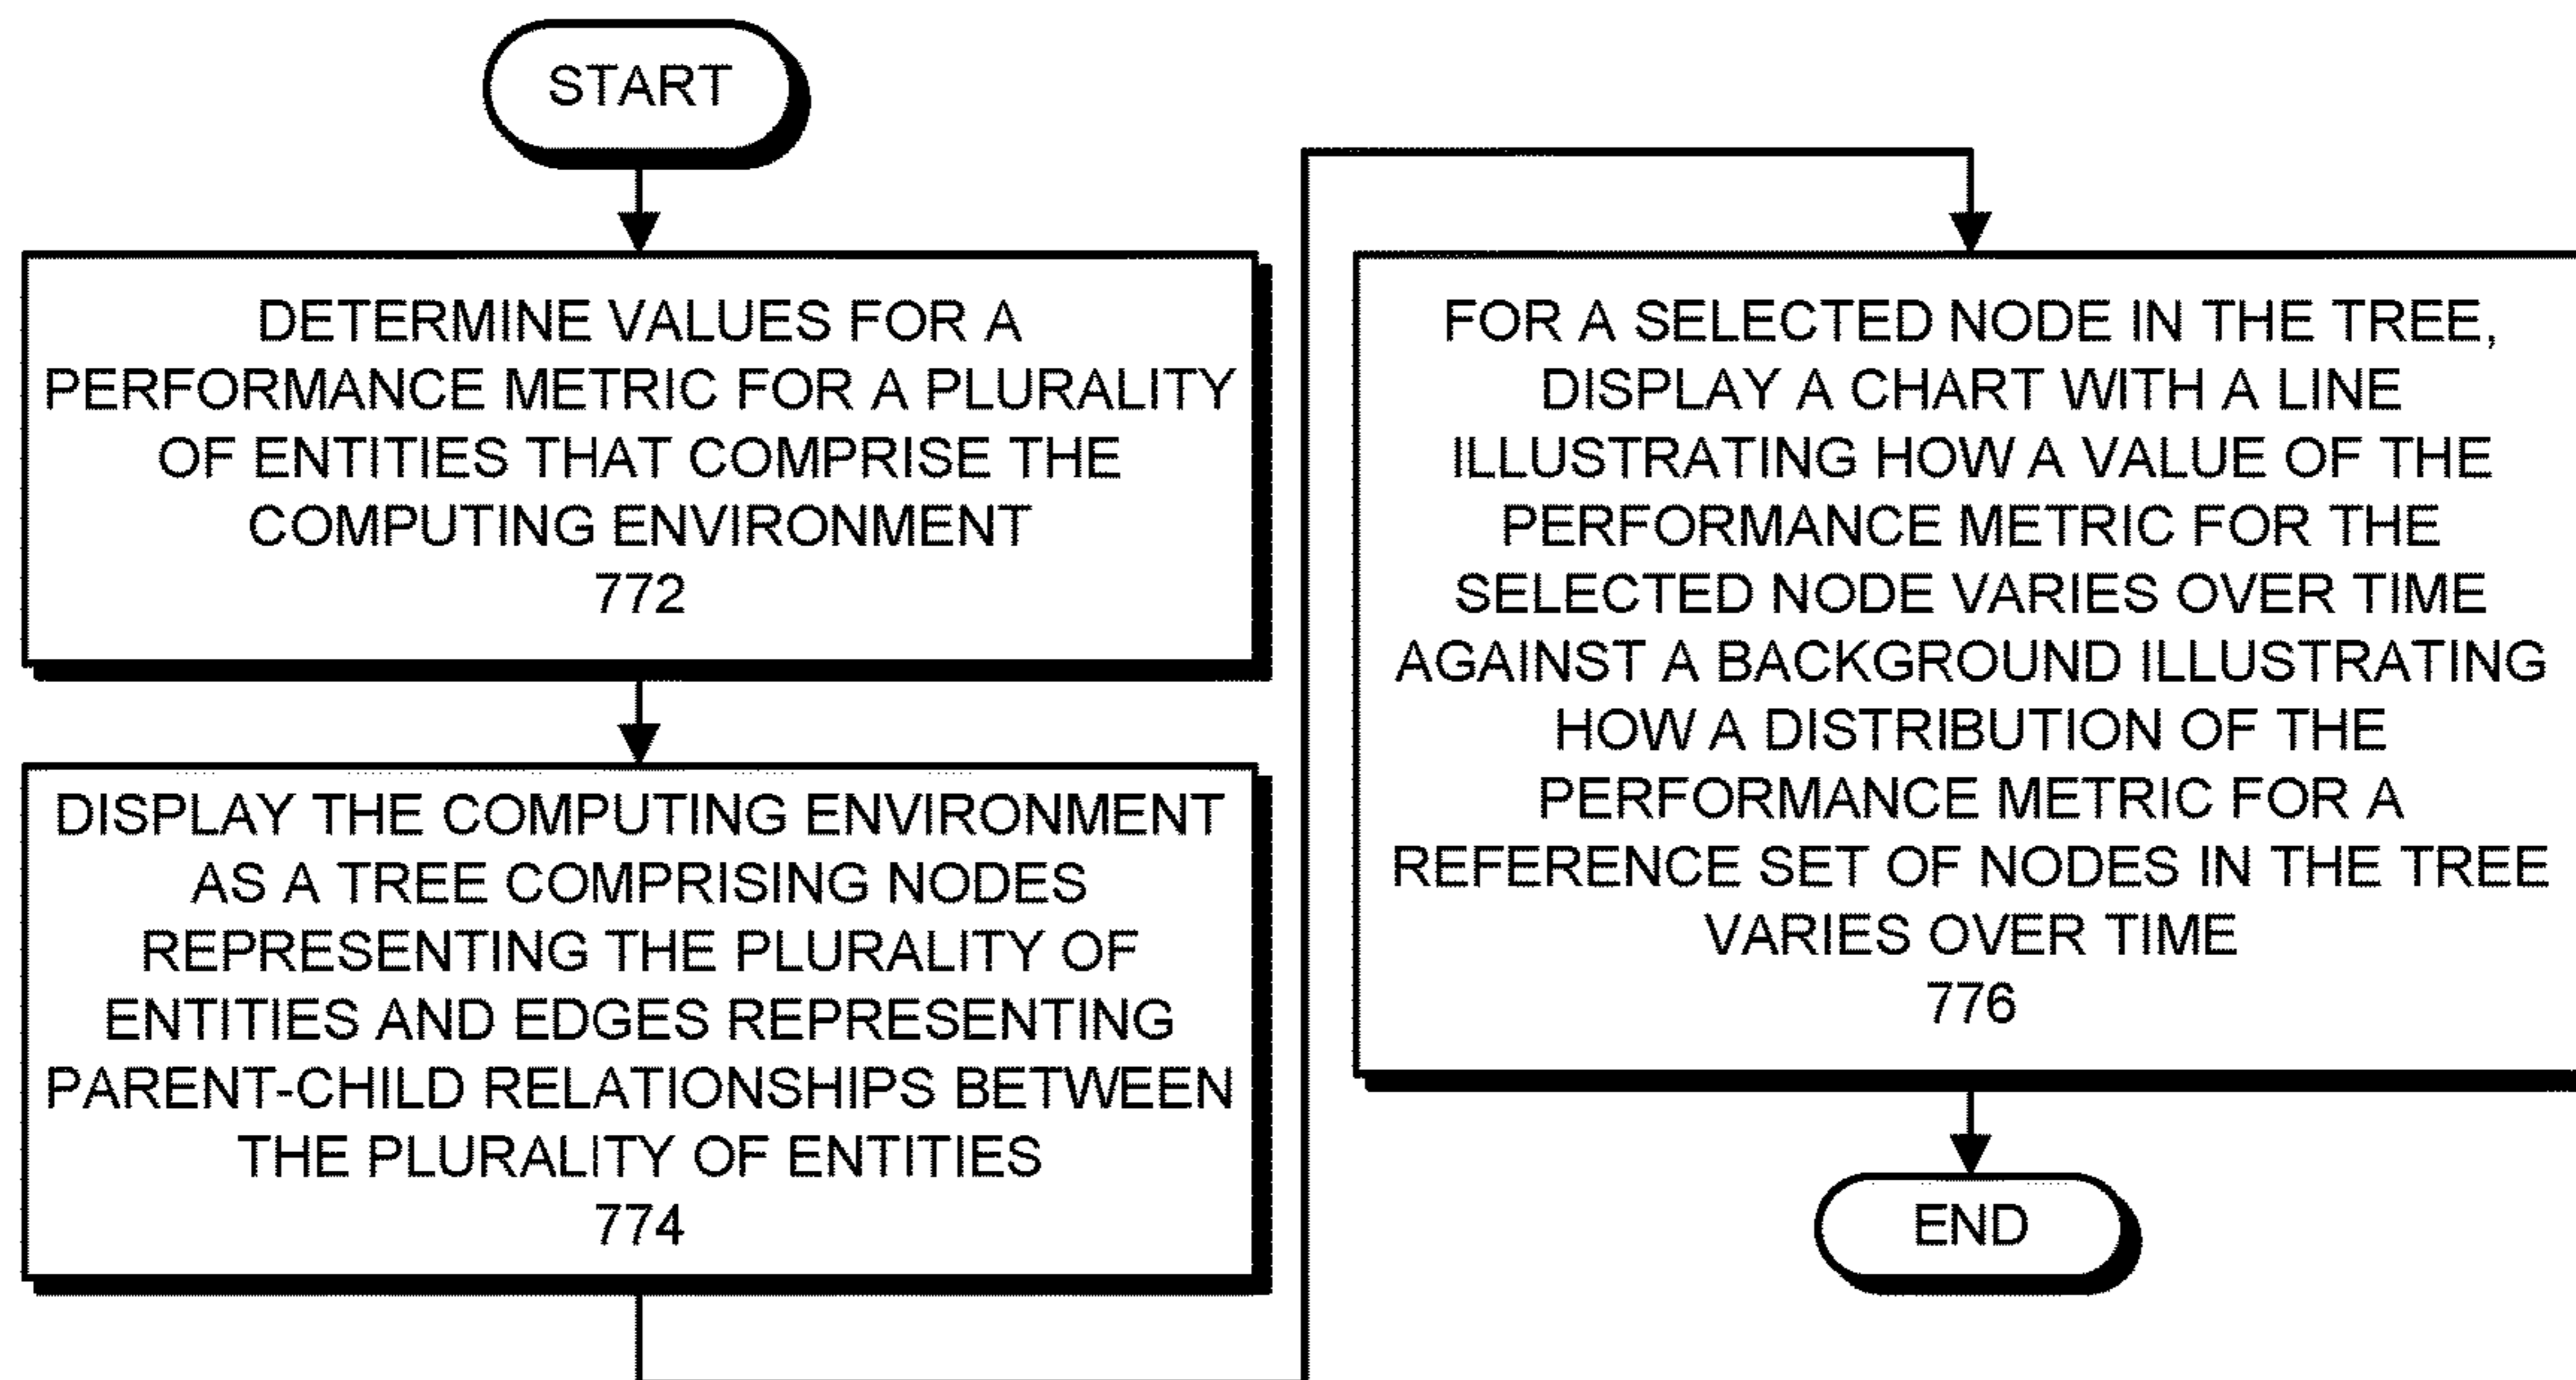 START
DETERMINE VALUES FOR A
PERFORMANCE METRIC FOR A PLURALITY
OF ENTITIES THAT COMPRISE THE
COMPUTING ENVIRONMENT
772
DISPLAY THE COMPUTING ENVIRONMENT
AS A TREE COMPRISING NODES
REPRESENTING THE PLURALITY OF
ENTITIES AND EDGES REPRESENTING
PARENT-CHILD RELATIONSHIPS BETWEEN
THE PLURALITY OF ENTITIES
774
FOR A SELECTED NODE IN THE TREE,
DISPLAY A CHART WITH A LINE
ILLUSTRATING HOW A VALUE OF THE
PERFORMANCE METRIC FOR THE
SELECTED NODE VARIES OVER TIME
AGAINST A BACKGROUND ILLUSTRATING
HOW A DISTRIBUTION OF THE
PERFORMANCE METRIC FOR A
REFERENCE SET OF NODES IN THE TREE
VARIES OVER TIME
776
END